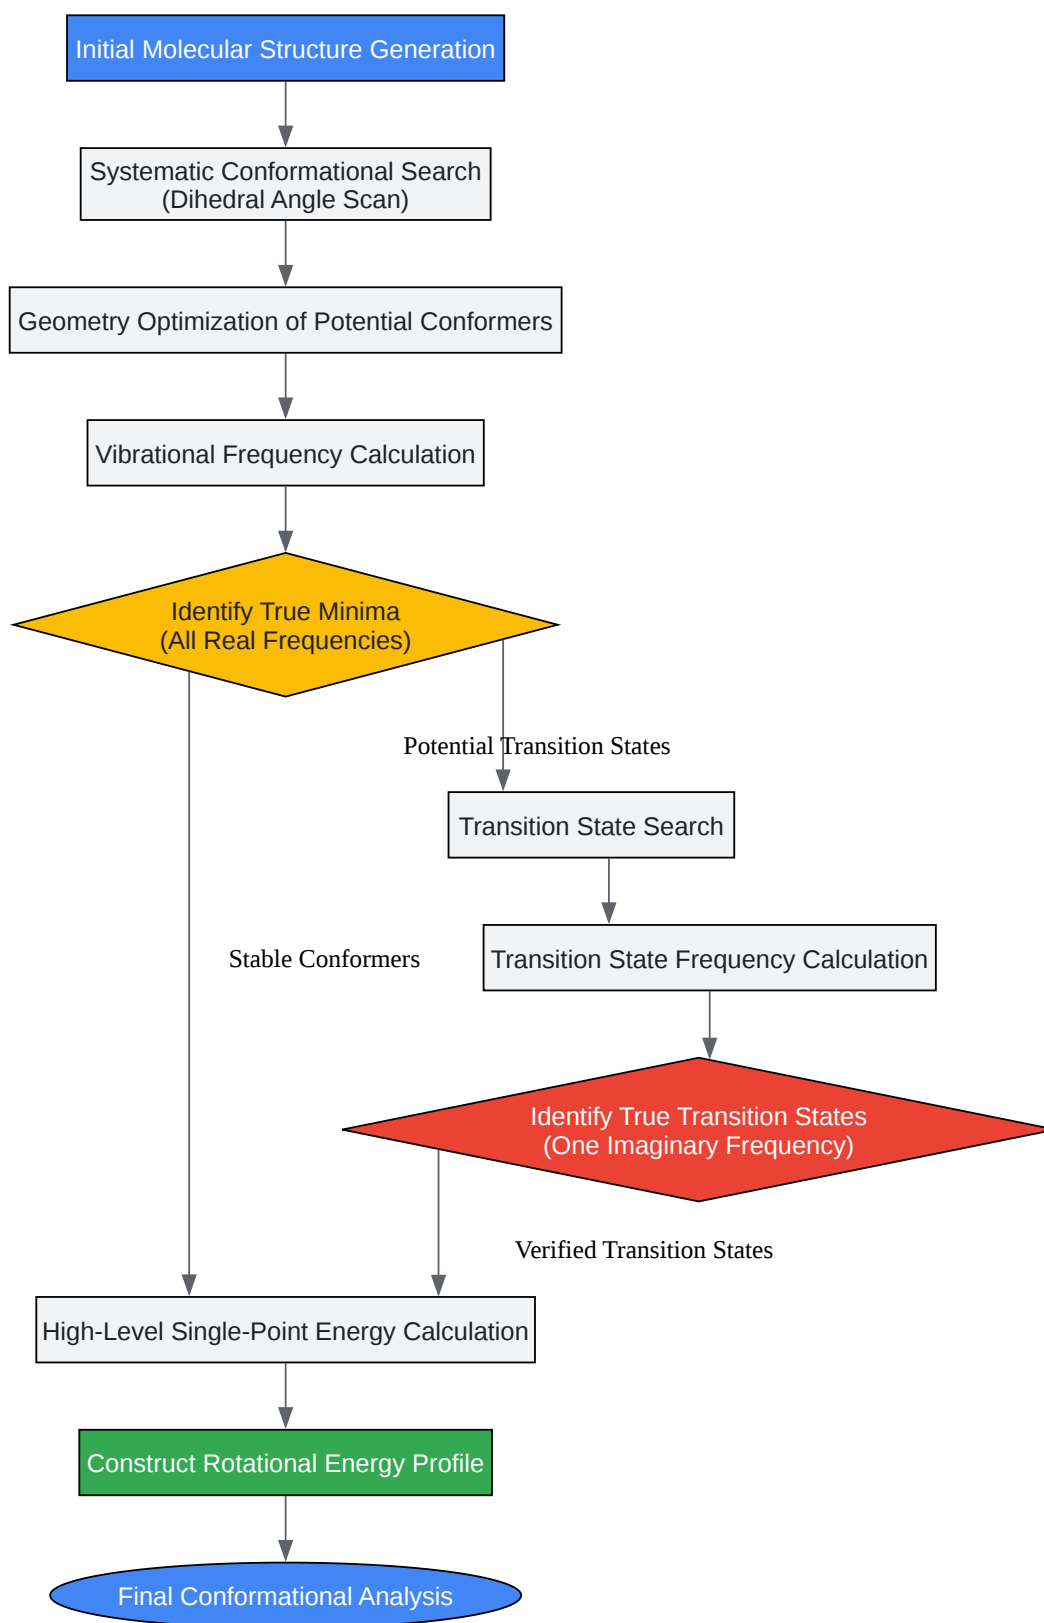 Initial Molecular Structure Generation
Systematic Conformational Search
(Dihedral Angle Scan)
Geometry Optimization of Potential Conformers
Vibrational Frequency Calculation
Identify True Minima
(All Real Frequencies)
Potential Transition States
Transition State Search
Stable Conformers
Transition State Frequency Calculation
Identify True Transition States
(One Imaginary Frequency)
Verified Transition States
High-Level Single-Point Energy Calculation
Construct Rotational Energy Profile
Final Conformational Analysis